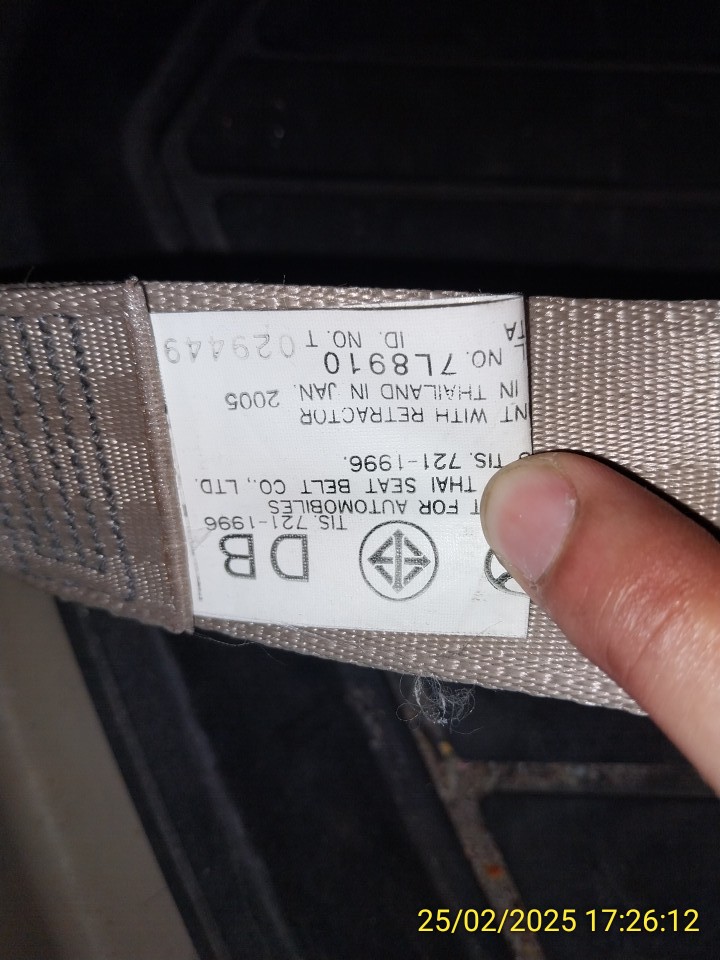 DB
TIS. 721-1996
T FOR AUTOMOBILES
THAI SEAT BELT CO., LTD.
TIS. 721-1996.
NT WITH RETRACTOR
IN THAILAND IN JAN. 2005
L NO. 7L8910
TA ID. NO. T 029449
25/02/2025 17:26:12